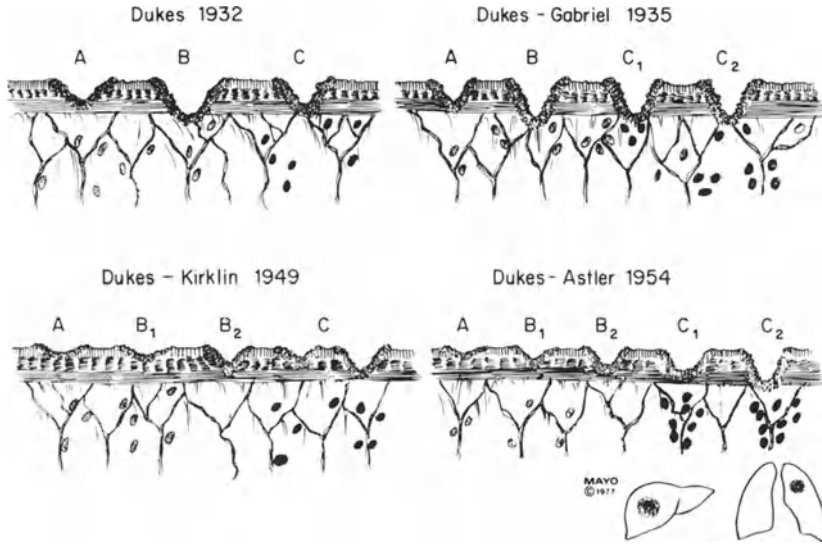 Dukes 1932
Dukes - Gabriel 1935
A B C
A B C₁ C₂
Dukes - Kirklin 1949
Dukes-Astler 1954
A B₁ B₂ C
A B₁ B₂ C₁ C₂
MAYO
©1977